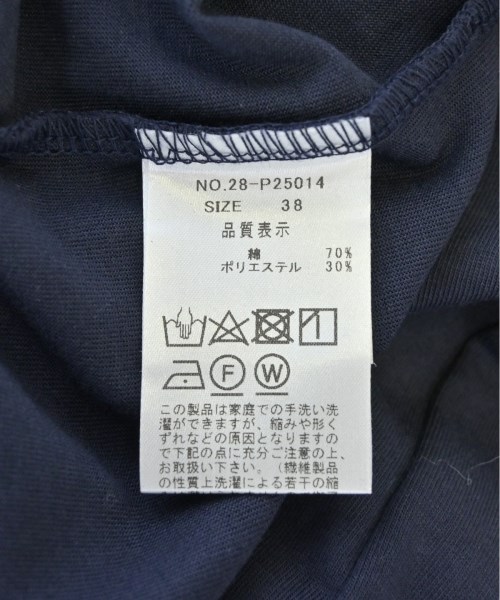 NO.28-P25014
SIZE 38
品質表示
綿 70%
ポリエステル 30%
F W
この製品は家庭での手洗い洗
濯ができますが、縮みや形く
ずれなどの原因となりますの
で下記の点に充分ご注意の上、
お取扱い下さい。(繊維製品
の性質上洗濯による若干の縮